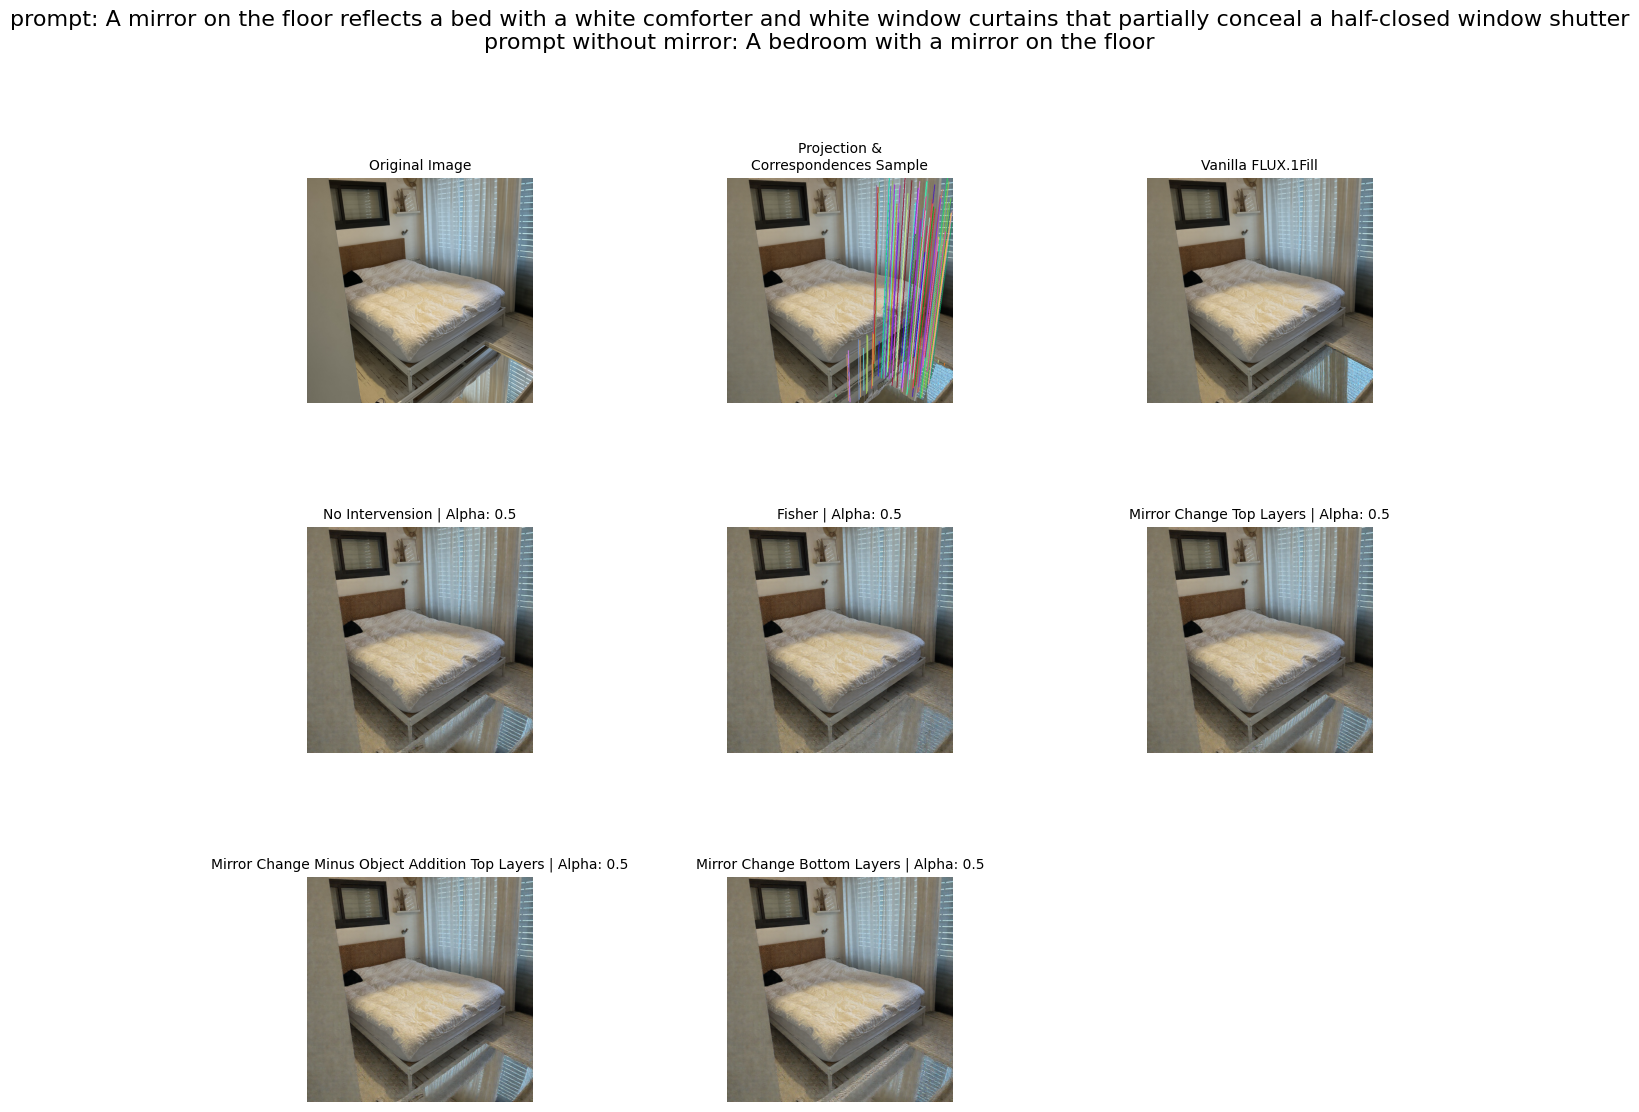 prompt: A mirror on the floor reflects a bed with a white comforter and white window curtains that partially conceal a half-closed window shutter
prompt without mirror: A bedroom with a mirror on the floor
Original Image
Projection &
Correspondences Sample
Vanilla FLUX.1Fill
No Intervension | Alpha: 0.5
Fisher | Alpha: 0.5
Mirror Change Top Layers | Alpha: 0.5
Mirror Change Minus Object Addition Top Layers | Alpha: 0.5
Mirror Change Bottom Layers | Alpha: 0.5